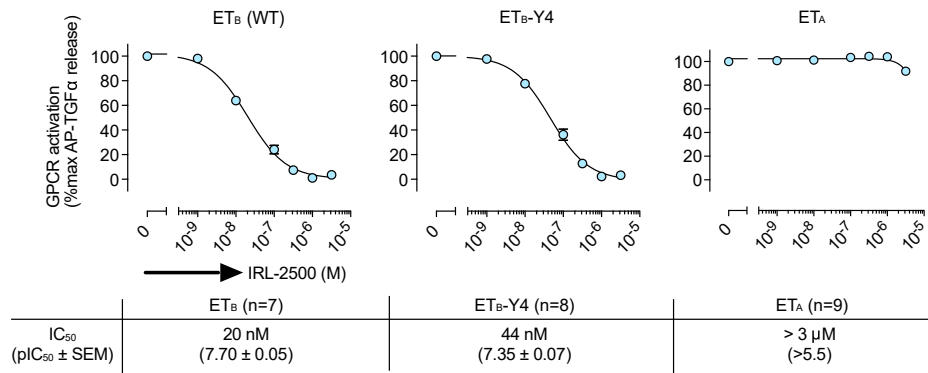 ETB (WT)
ETB-Y4
ETA
GPCR activation
(%max AP-TGFα release)
100
80
60
40
20
0
100
80
60
40
20
0
100
80
60
40
20
0
0 10-9 10-8 10-7 10-6 10-5
0 10-9 10-8 10-7 10-6 10-5
0 10-9 10-8 10-7 10-6 10-5
IRL-2500 (M)
ETB (n=7) ETB-Y4 (n=8) ETA (n=9)
IC50 20 nM 44 nM > 3 µM
(pIC50 ± SEM) (7.70 ± 0.05) (7.35 ± 0.07) (>5.5)